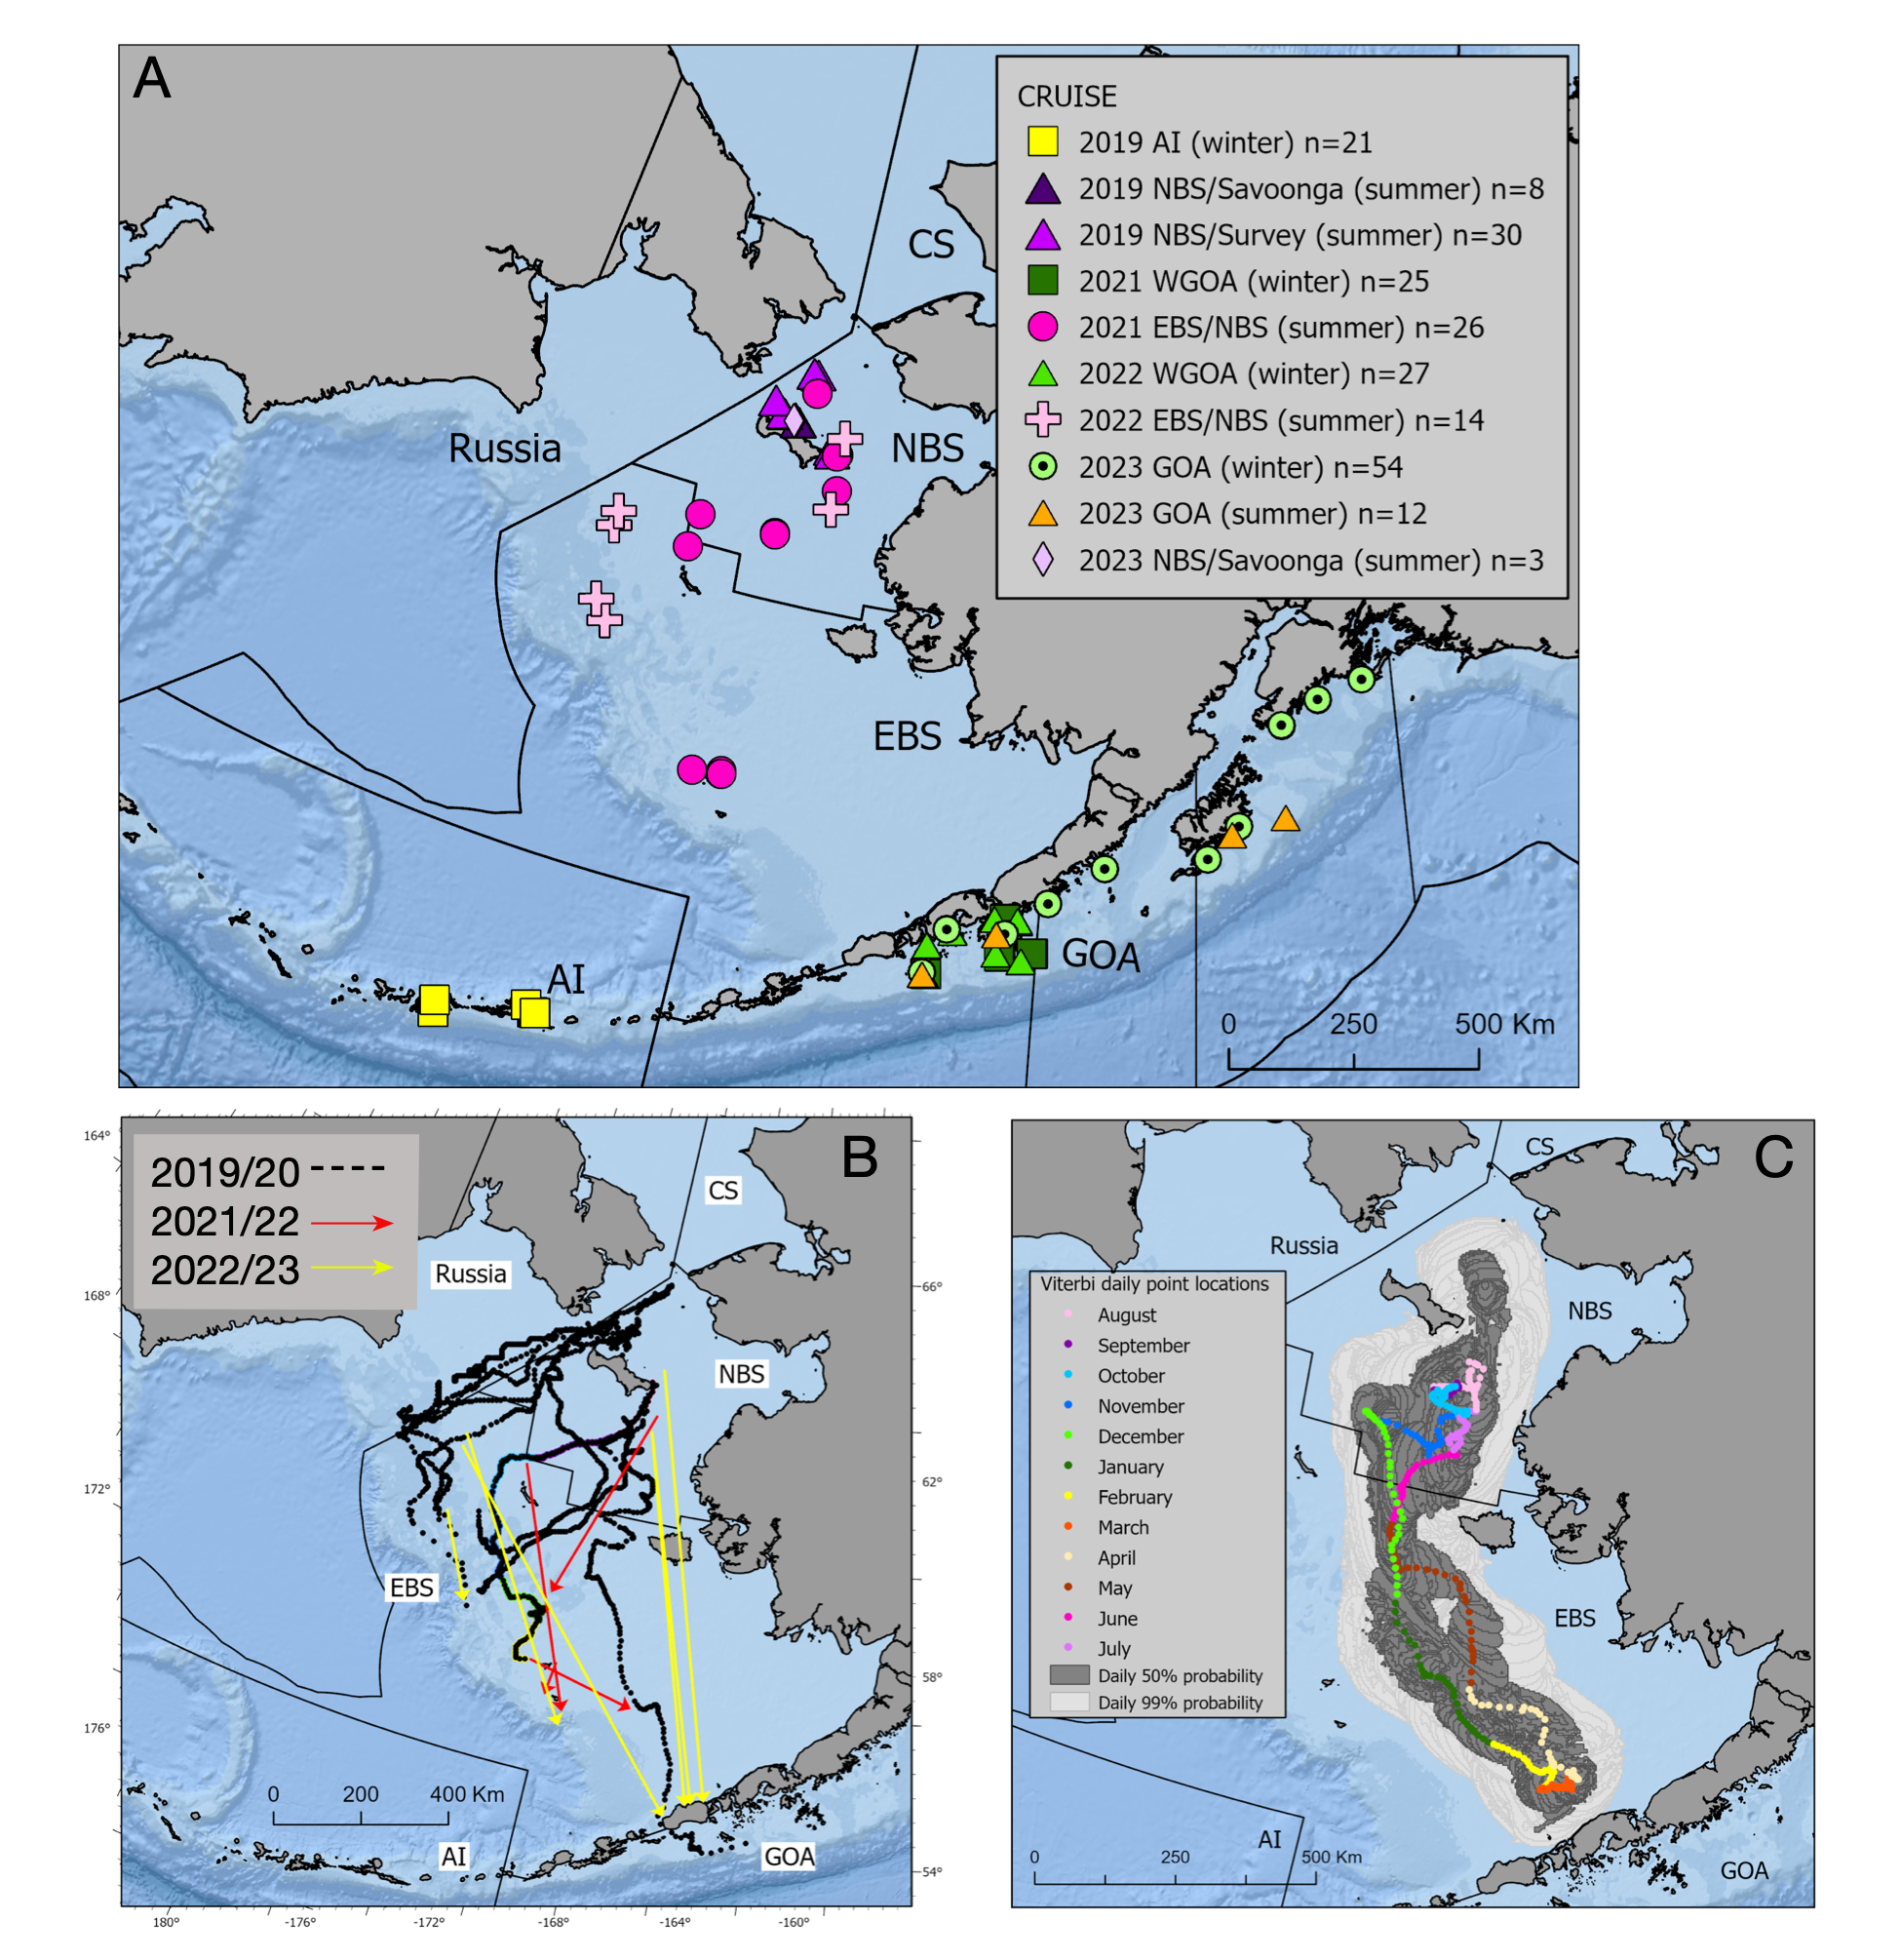 A
CRUISE
2019 AI (winter) n=21
2019 NBS/Savoonga (summer) n=8
2019 NBS/Survey (summer) n=30
2021 WGOA (winter) n=25
2021 EBS/NBS (summer) n=26
2022 WGOA (winter) n=27
2022 EBS/NBS (summer) n=14
2023 GOA (winter) n=54
2023 GOA (summer) n=12
2023 NBS/Savoonga (summer) n=3
CS
Russia
NBS
EBS
GOA
AI
0 250 500 Km
B
2019/20
2021/22
2022/23
CS
Russia
NBS
EBS
0 200 400 Km
AI
GOA
164°
168°
172°
176°
66°
62°
58°
54°
180° -176° -172° -168° -164° -160°
C
CS
Russia
NBS
Viterbi daily point locations
August
September
October
November
December
January
February
March
April
May
June
July
Daily 50% probability
Daily 99% probability
EBS
AI
0 250 500 Km
GOA